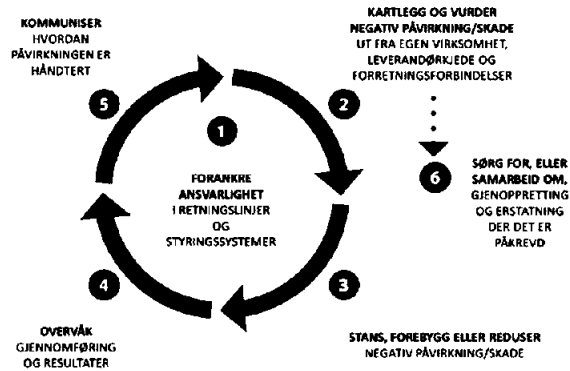 KOMMUNISER
HVORDAN
PÅVIRKNINGEN ER
HÅNDTERT
KARTLEGG OG VURDER
NEGATIV PÅVIRKNING/SKADE
UT FRA EGEN VIRKSOMHET,
LEVERANDØRKJEDE OG
FORRETNINGSFORBINDELSER
5
2
1
FORANKRE
ANSVARLIGHET
I RETNINGSLINJER
OG
STYRINGSSYSTEMER
6
SØRG FOR, ELLER
SAMARBEID OM,
GJENOPPRETTING
OG ERSTATNING
DER DET ER
PÅKREVD
4
3
OVERVÅK
GJENNOMFØRING
OG RESULTATER
STANS, FOREBYGG ELLER REDUSER
NEGATIV PÅVIRKNING/SKADE